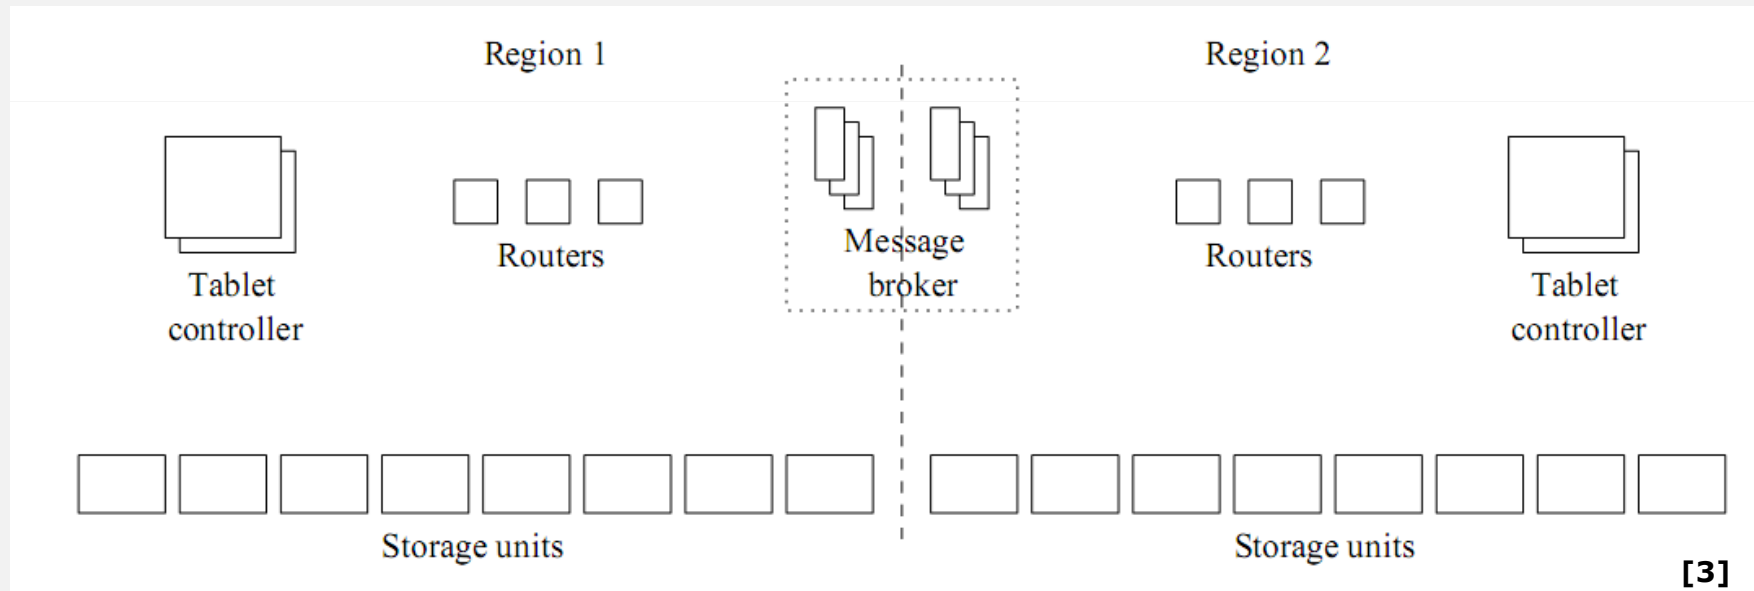 Region 1
Region 2
Tablet
controller
Routers
Message
broker
Routers
Tablet
controller
Storage units
Storage units
[3]